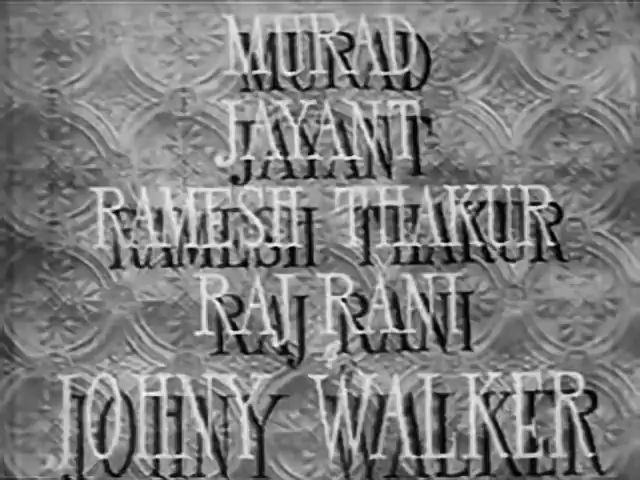 MURAD
JAYANT
RAMESH THAKUR
RAJ RANI
&
JOHNY WALKER